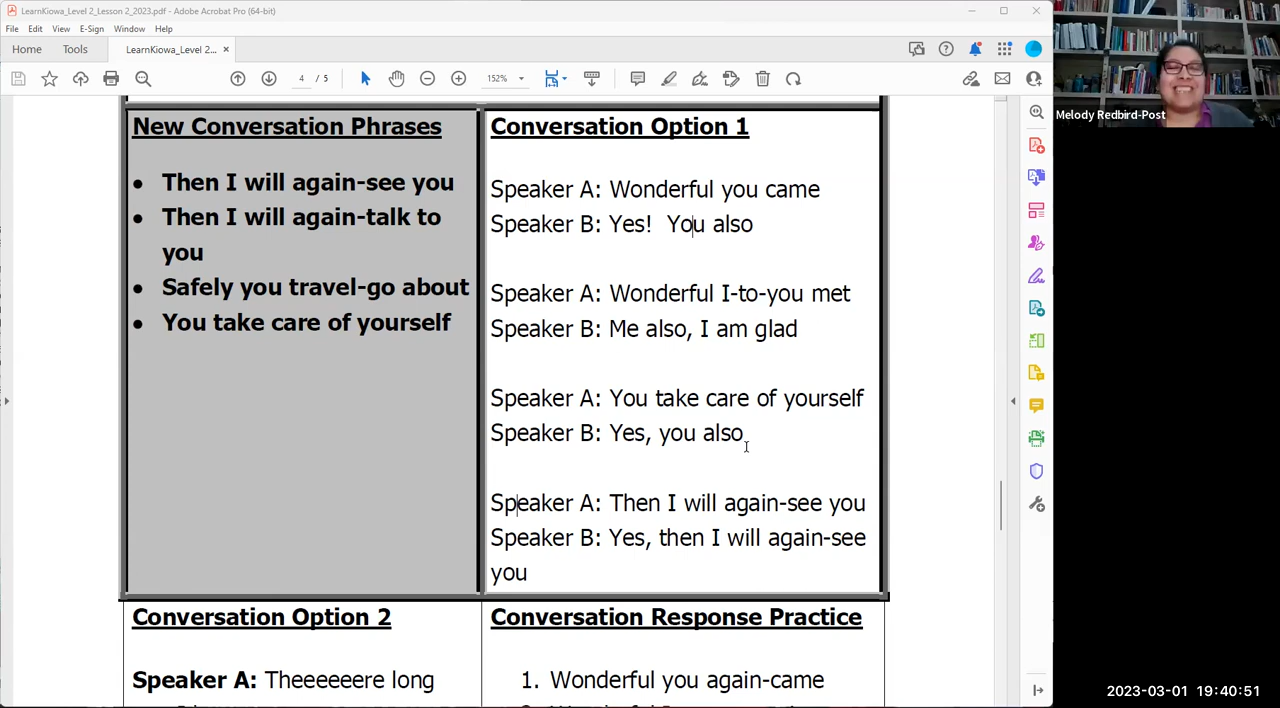 LearnKiowa_Level 2_Lesson 2_2023.pdf - Adobe Acrobat Pro (64-bit)
File Edit View E-Sign Window Help
Home Tools LearnKiowa_Level 2... ×
4 / 5 152%
New Conversation Phrases
• Then I will again-see you
• Then I will again-talk to
you
• Safely you travel-go about
• You take care of yourself
Conversation Option 1
Speaker A: Wonderful you came
Speaker B: Yes! You also
Speaker A: Wonderful I-to-you met
Speaker B: Me also, I am glad
Speaker A: You take care of yourself
Speaker B: Yes, you also
Speaker A: Then I will again-see you
Speaker B: Yes, then I will again-see
you
Conversation Option 2
Speaker A: Theeeeeere long
Conversation Response Practice
1. Wonderful you again-came
Melody Redbird-Post
2023-03-01 19:40:51